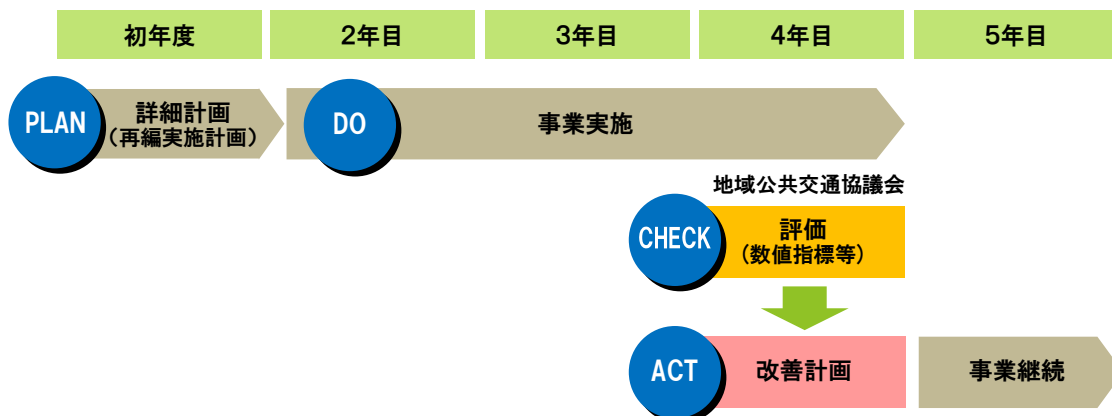 初年度
2年目
3年目
4年目
5年目
PLAN
詳細計画
（再編実施計画）
DO
事業実施
地域公共交通協議会
CHECK
評価
（数値指標等）
ACT
改善計画
事業継続